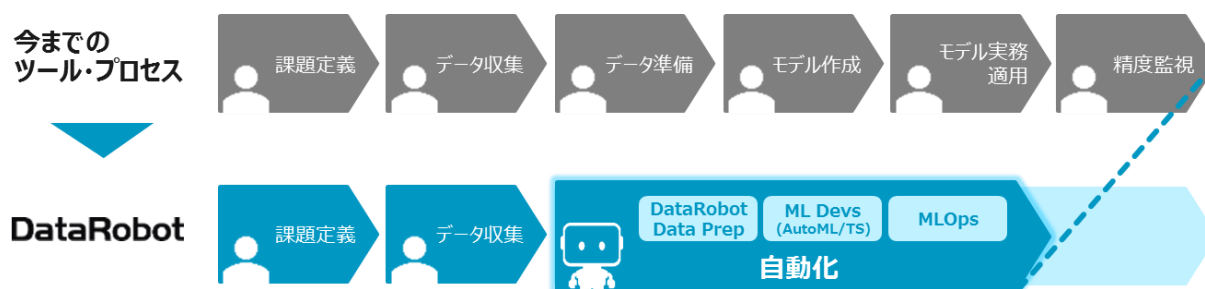 今までの
ツール・プロセス
課題定義
データ収集
データ準備
モデル作成
モデル実務
適用
精度監視
DataRobot
課題定義
データ収集
DataRobot
Data Prep
ML Devs
(AutoML/TS)
MLOps
自動化